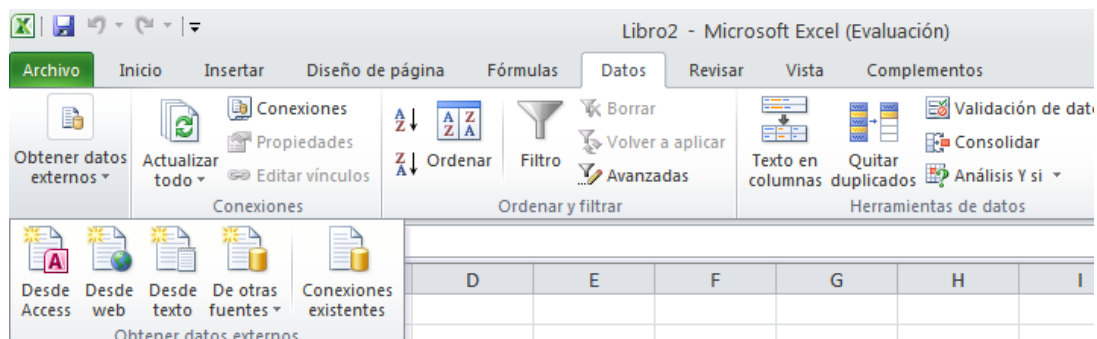 Libro2 - Microsoft Excel (Evaluación)
Archivo Inicio Insertar Diseño de página Fórmulas Datos Revisar Vista Complementos
Obtener datos externos
Actualizar todo
Conexiones
Propiedades
Editar vínculos
Conexiones
Ordenar
Filtro
Borrar
Volver a aplicar
Avanzadas
Ordenar y filtrar
Texto en columnas
Quitar duplicados
Validación de dat
Consolidar
Análisis Y si
Herramientas de datos
Desde Access
Desde web
Desde texto
De otras fuentes
Conexiones existentes
Obtener datos externos
D E F G H I